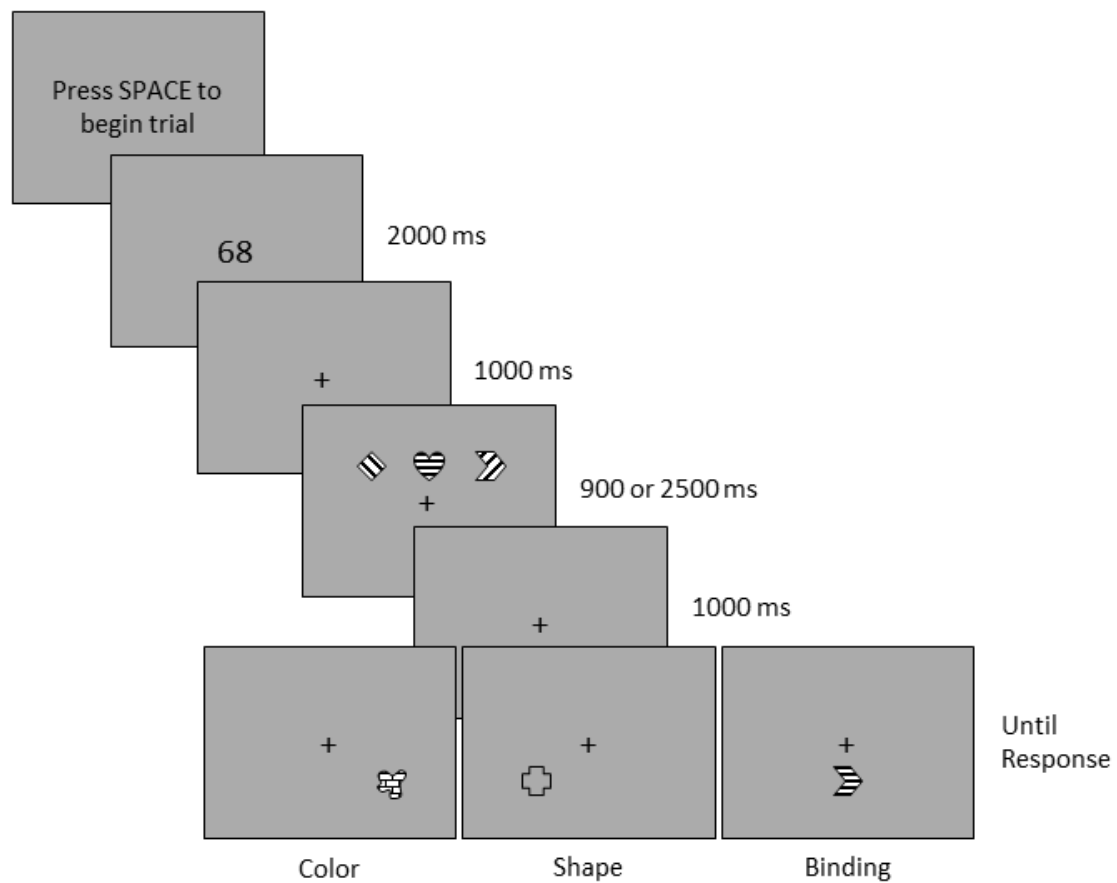 Press SPACE to
begin trial
68
2000 ms
1000 ms
900 or 2500 ms
1000 ms
Until
Response
Color
Shape
Binding